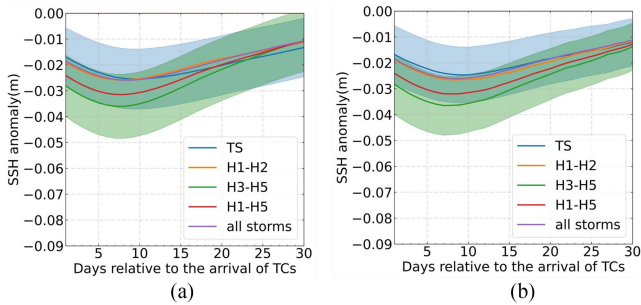 0.00
−0.01
−0.02
−0.03
−0.04
−0.05
−0.06
−0.07
−0.08
−0.09
SSH anomaly(m)
TS
H1-H2
H3-H5
H1-H5
all storms
5 10 15 20 25 30
Days relative to the arrival of TCs
(a)
0.00
−0.01
−0.02
−0.03
−0.04
−0.05
−0.06
−0.07
−0.08
−0.09
SSH anomaly(m)
TS
H1-H2
H3-H5
H1-H5
all storms
5 10 15 20 25 30
Days relative to the arrival of TCs
(b)